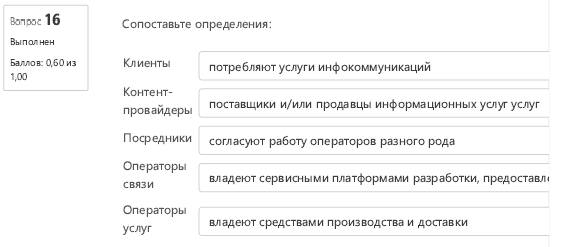 Вопрос 16
Выполнен
Баллов: 0,60 из
1,00
Сопоставьте определения:
Клиенты
потребляют услуги инфокоммуникаций
Контент-
провайдеры
поставщики и/или продавцы информационных услуг услуг
Посредники
согласуют работу операторов разного рода
Операторы
связи
владеют сервисными платформами разработки,
Операторы
услуг
владеют средствами производства и доставки